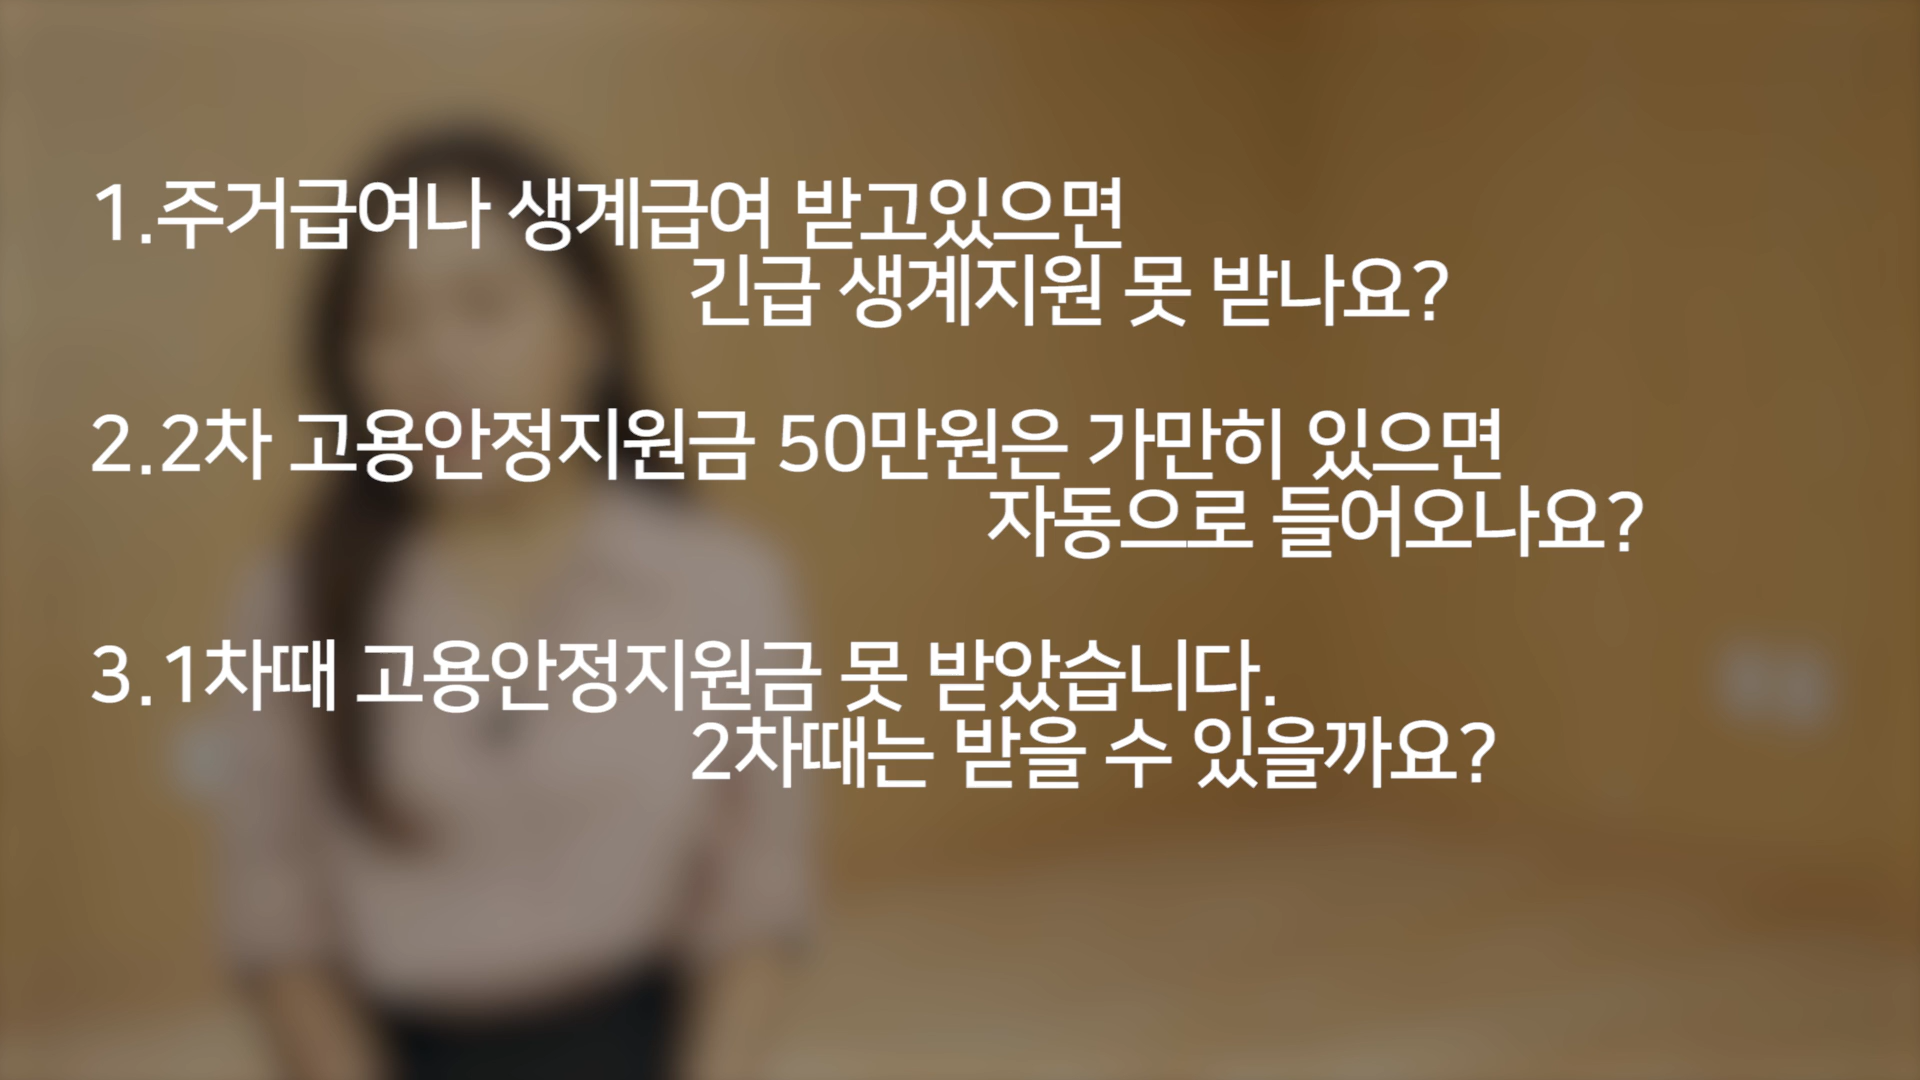 1.주거급여나 생계급여 받고있으면
긴급 생계지원 못 받나요?
2.2차 고용안정지원금 50만원은 가만히 있으면
자동으로 들어오나요?
3.1차때 고용안정지원금 못 받았습니다.
2차때는 받을 수 있을까요?